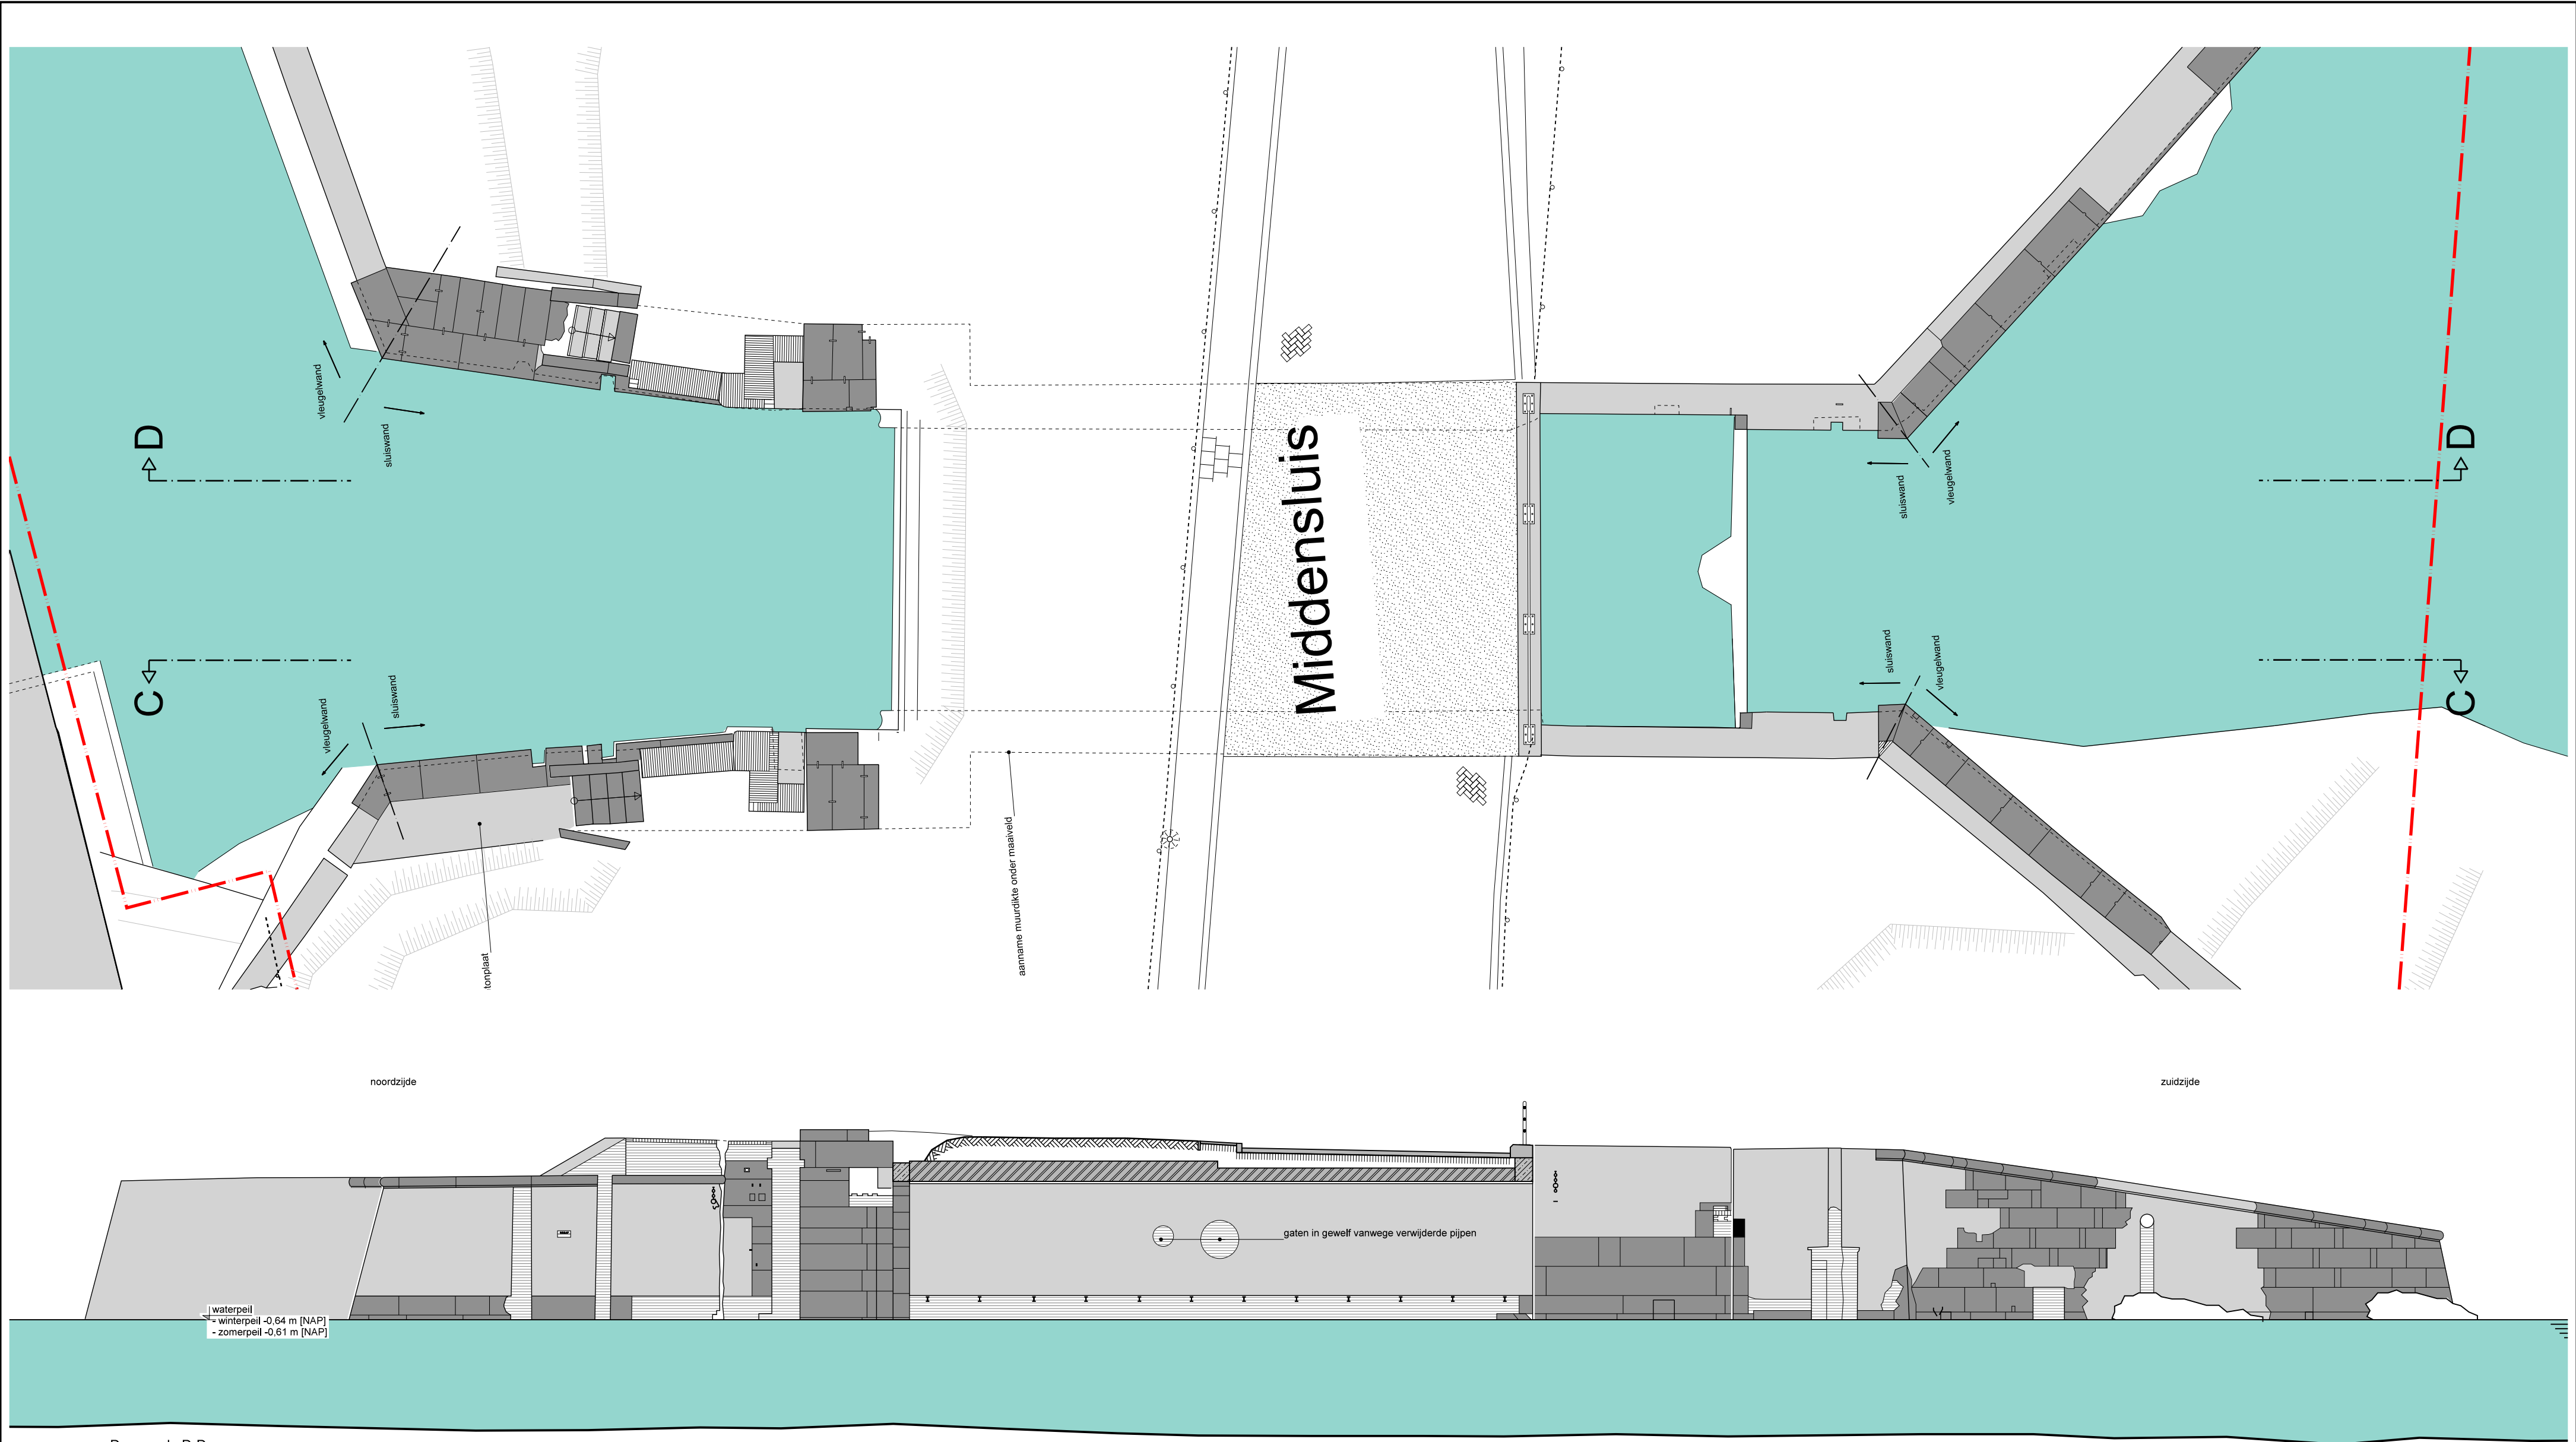 vleugelwand
sluiswand
D
D
vleugelwand
sluiswand
Middensluis
C
C
vleugelwand
sluiswand
sluiswand
vleugelwand
aanname muurdikte onder maaiveld
tonplaat
noordzijde
zuidzijde
gaten in gewelf vanwege verwijderde pijpen
waterpeil
- winterpeil -0,64 m [NAP]
- zomerpeil -0,61 m [NAP]